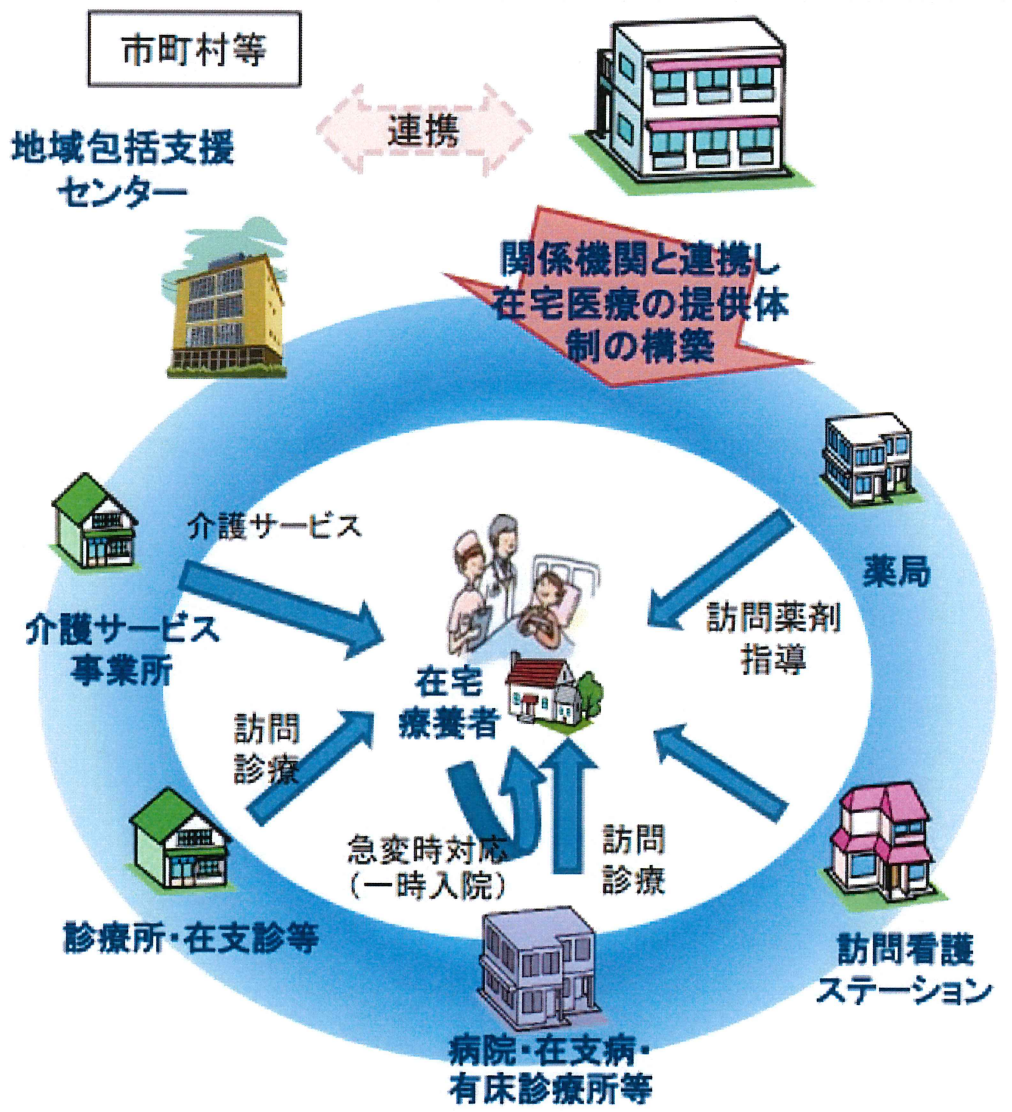 市町村等
連携
地域包括支援
センター
関係機関と連携し
在宅医療の提供体
制の構築
介護サービス
薬局
介護サービス
事業所
訪問薬剤
指導
在宅
療養者
訪問
診療
急変時対応
(一時入院)
訪問
診療
診療所・在支診等
訪問看護
ステーション
病院・在支病・
有床診療所等